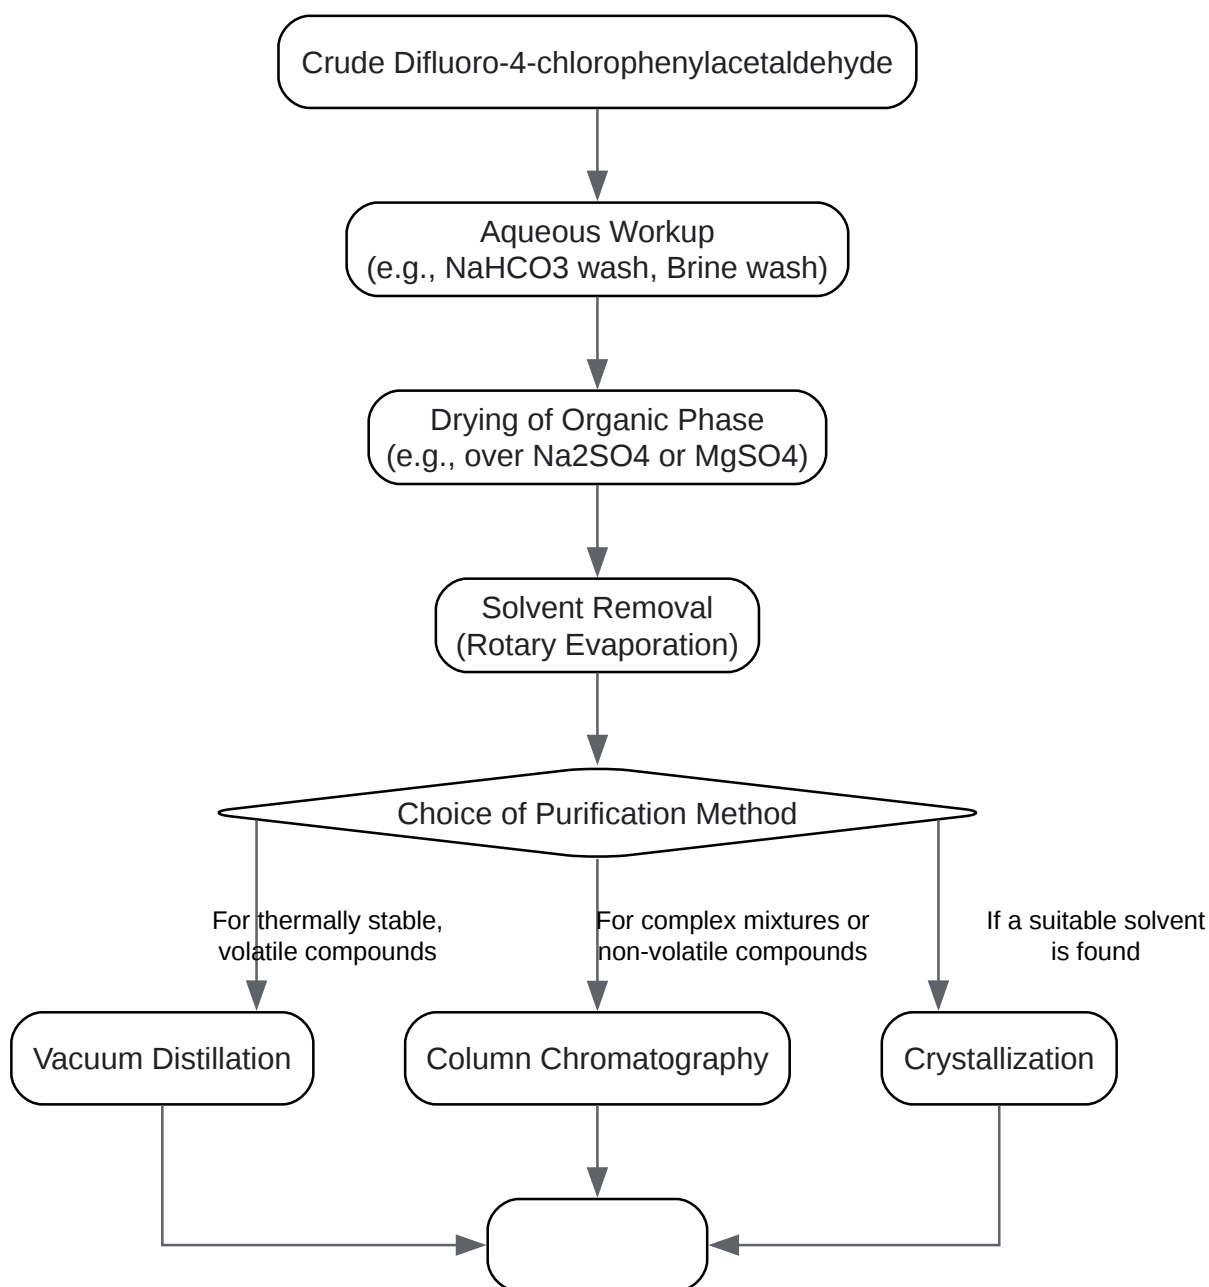 Crude Difluoro-4-chlorophenylacetaldehyde
Aqueous Workup
(e.g., NaHCO3 wash, Brine wash)
Drying of Organic Phase
(e.g., over Na2SO4 or MgSO4)
Solvent Removal
(Rotary Evaporation)
Choice of Purification Method
For thermally stable,
volatile compounds
For complex mixtures or
non-volatile compounds
If a suitable solvent
is found
Vacuum Distillation
Column Chromatography
Crystallization